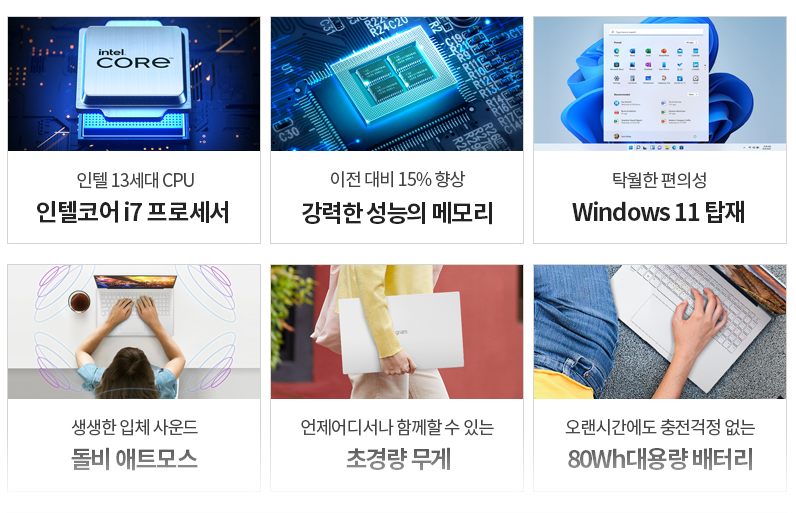 intel.
CORE
인텔 13세대 CPU
인텔코어 i7 프로세서
R24C20
이전 대비 15% 향상
강력한 성능의 메모리
탁월한 편의성
Windows 11 탑재
생생한 입체 사운드
돌비 애트모스
gram
언제어디서나 함께할 수 있는
초경량 무게
오랜시간에도 충전걱정 없는
80Wh대용량 배터리